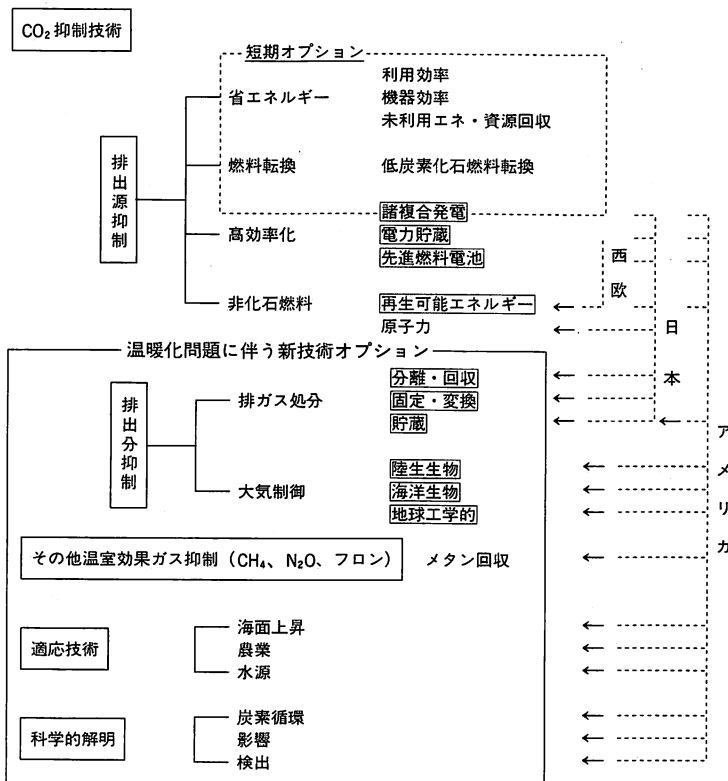 CO₂抑制技術
短期オプション
排出源抑制
省エネルギー
利用効率
機器効率
未利用エネ・資源回収
燃料転換
低炭素化石燃料転換
高効率化
諸複合発電
電力貯蔵
先進燃料電池
非化石燃料
再生可能エネルギー
原子力
西欧
日本
アメリカ
温暖化問題に伴う新技術オプション
排出分抑制
排ガス処分
分離・回収
固定・変換
貯蔵
大気制御
陸生生物
海洋生物
地球工学的
その他温室効果ガス抑制（CH₄、N₂O、フロン）
メタン回収
適応技術
海面上昇
農業
水源
科学的解明
炭素循環
影響
検出